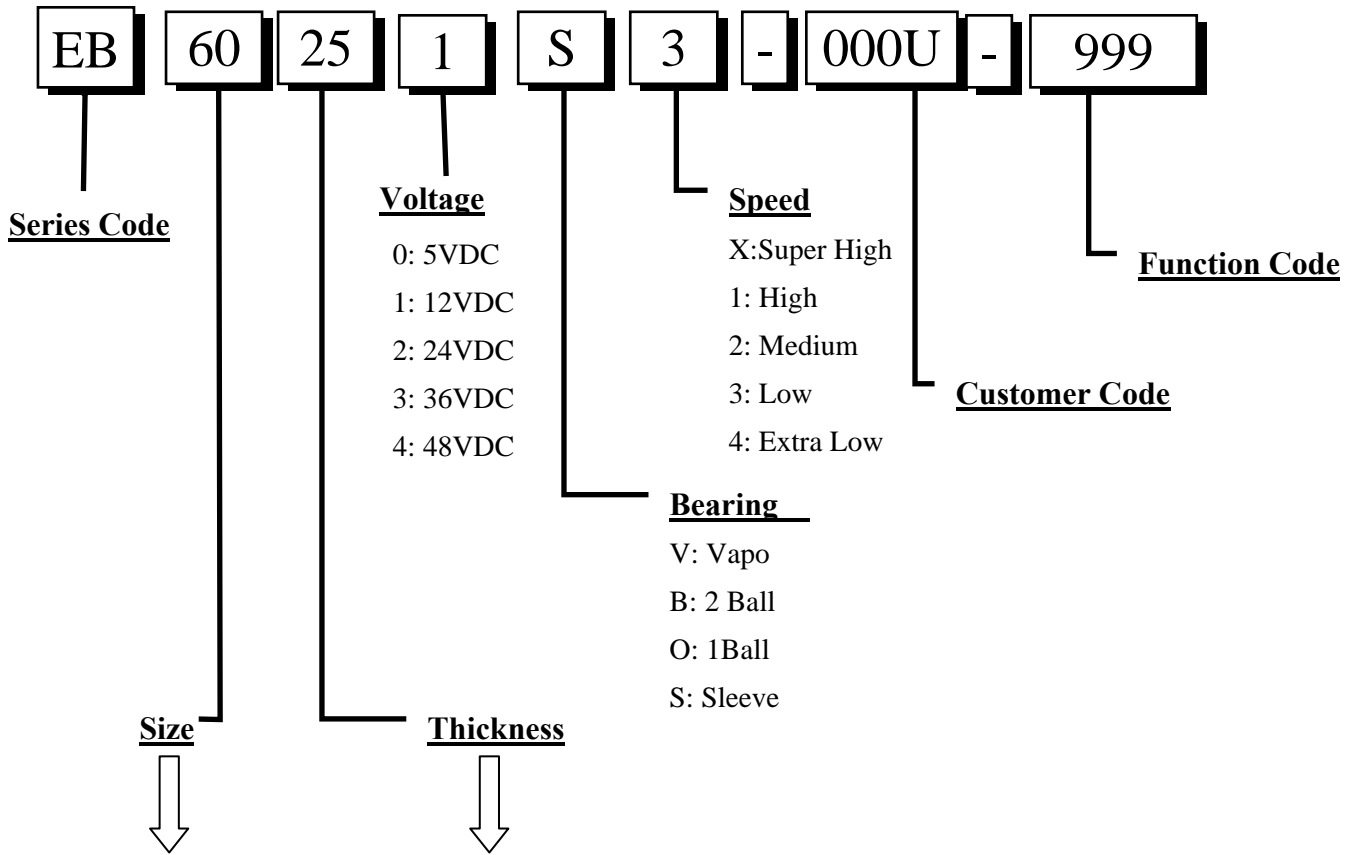 EB 60 25 1 S 3 - 000U - 999
Series Code
Voltage
0: 5VDC
1: 12VDC
2: 24VDC
3: 36VDC
4: 48VDC
Speed
X:Super High
1: High
2: Medium
3: Low
4: Extra Low
Function Code
Customer Code
Bearing
V: Vapo
B: 2 Ball
O: 1Ball
S: Sleeve
Size
Thickness